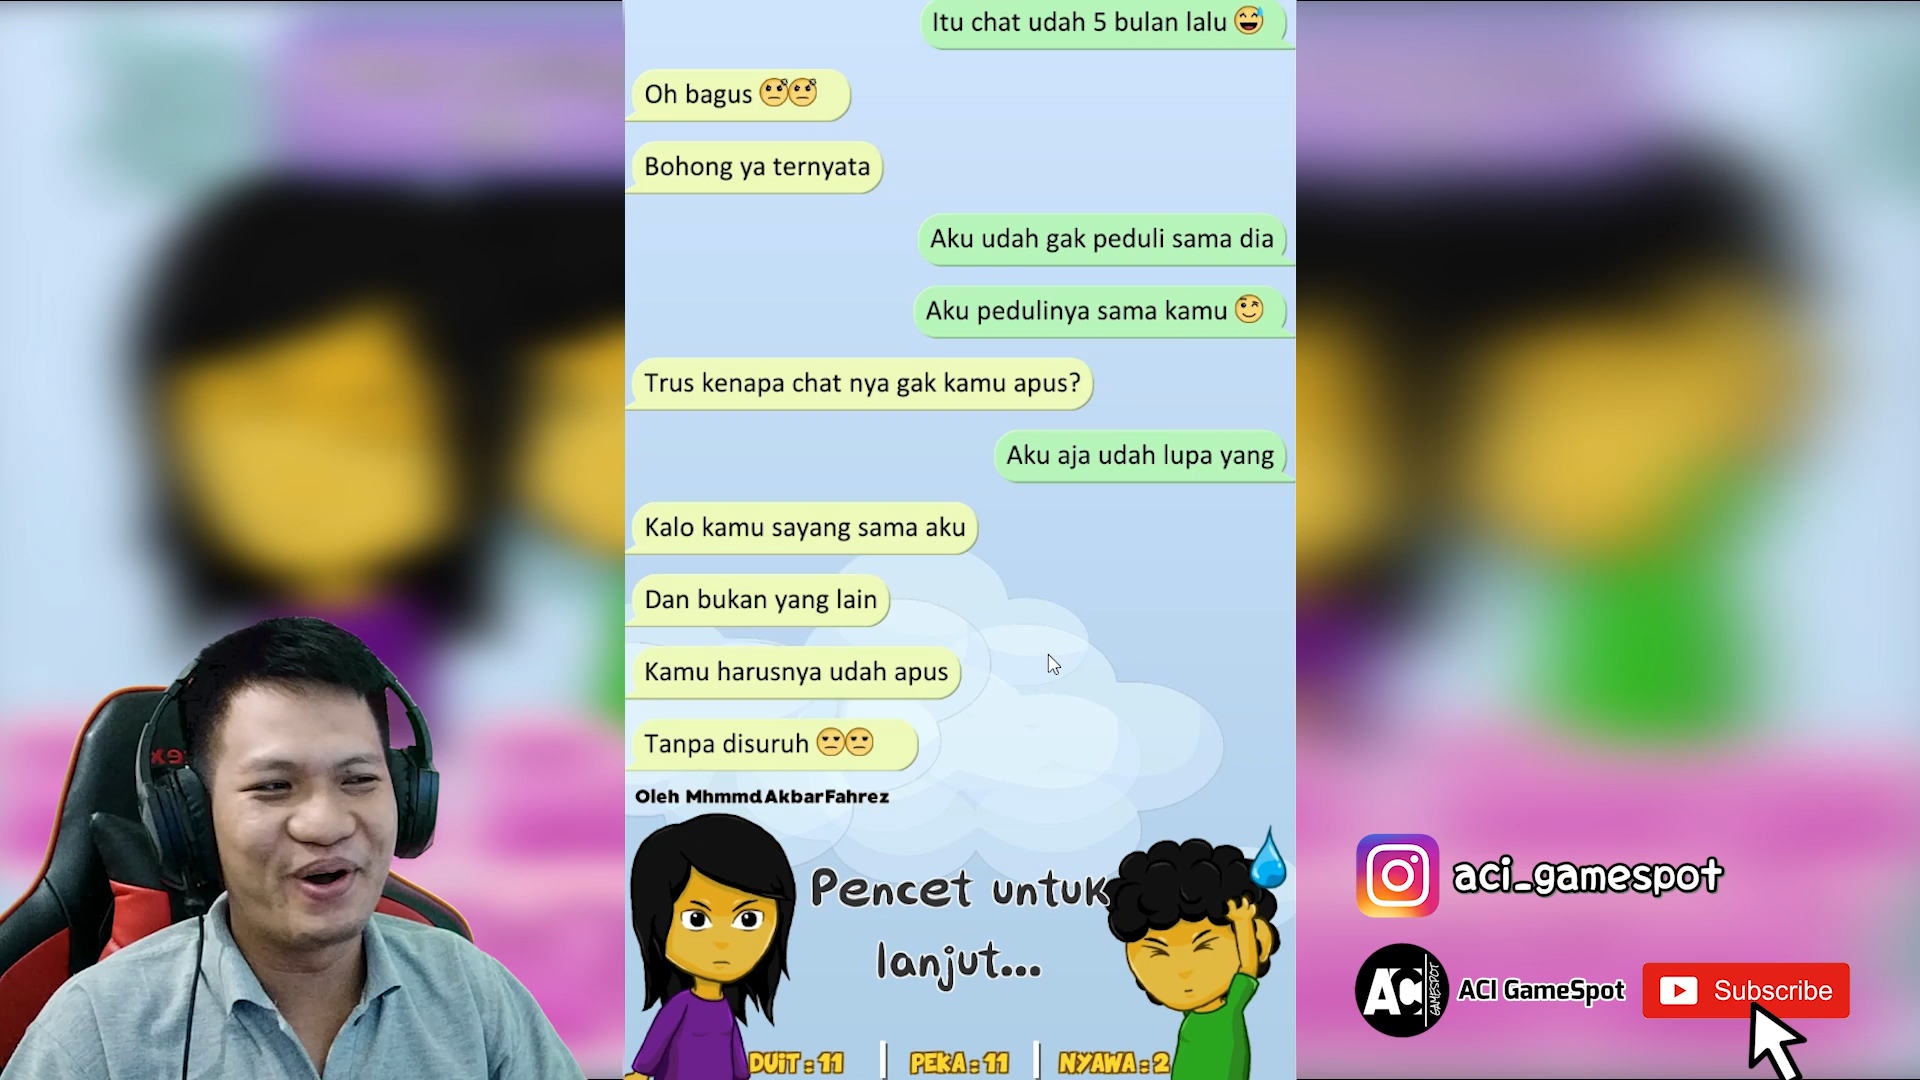 Itu chat udah 5 bulan lalu 😅
Oh bagus
Bohong ya ternyata
Aku udah gak peduli sama dia
Aku pedulinya sama kamu 😉
Trus kenapa chat nya gak kamu apus?
Aku aja udah lupa yang
Kalo kamu sayang sama aku
Dan bukan yang lain
Kamu harusnya udah apus
Tanpa disuruh 😒😒
Oleh MhmmdAkbarFahrez
Pencet untuk
lanjut...
DUIT : 11 | PEKA : 11 | NYAWA : 2
aci_gamespot
AC GAMESPOT
ACI GameSpot
Subscribe